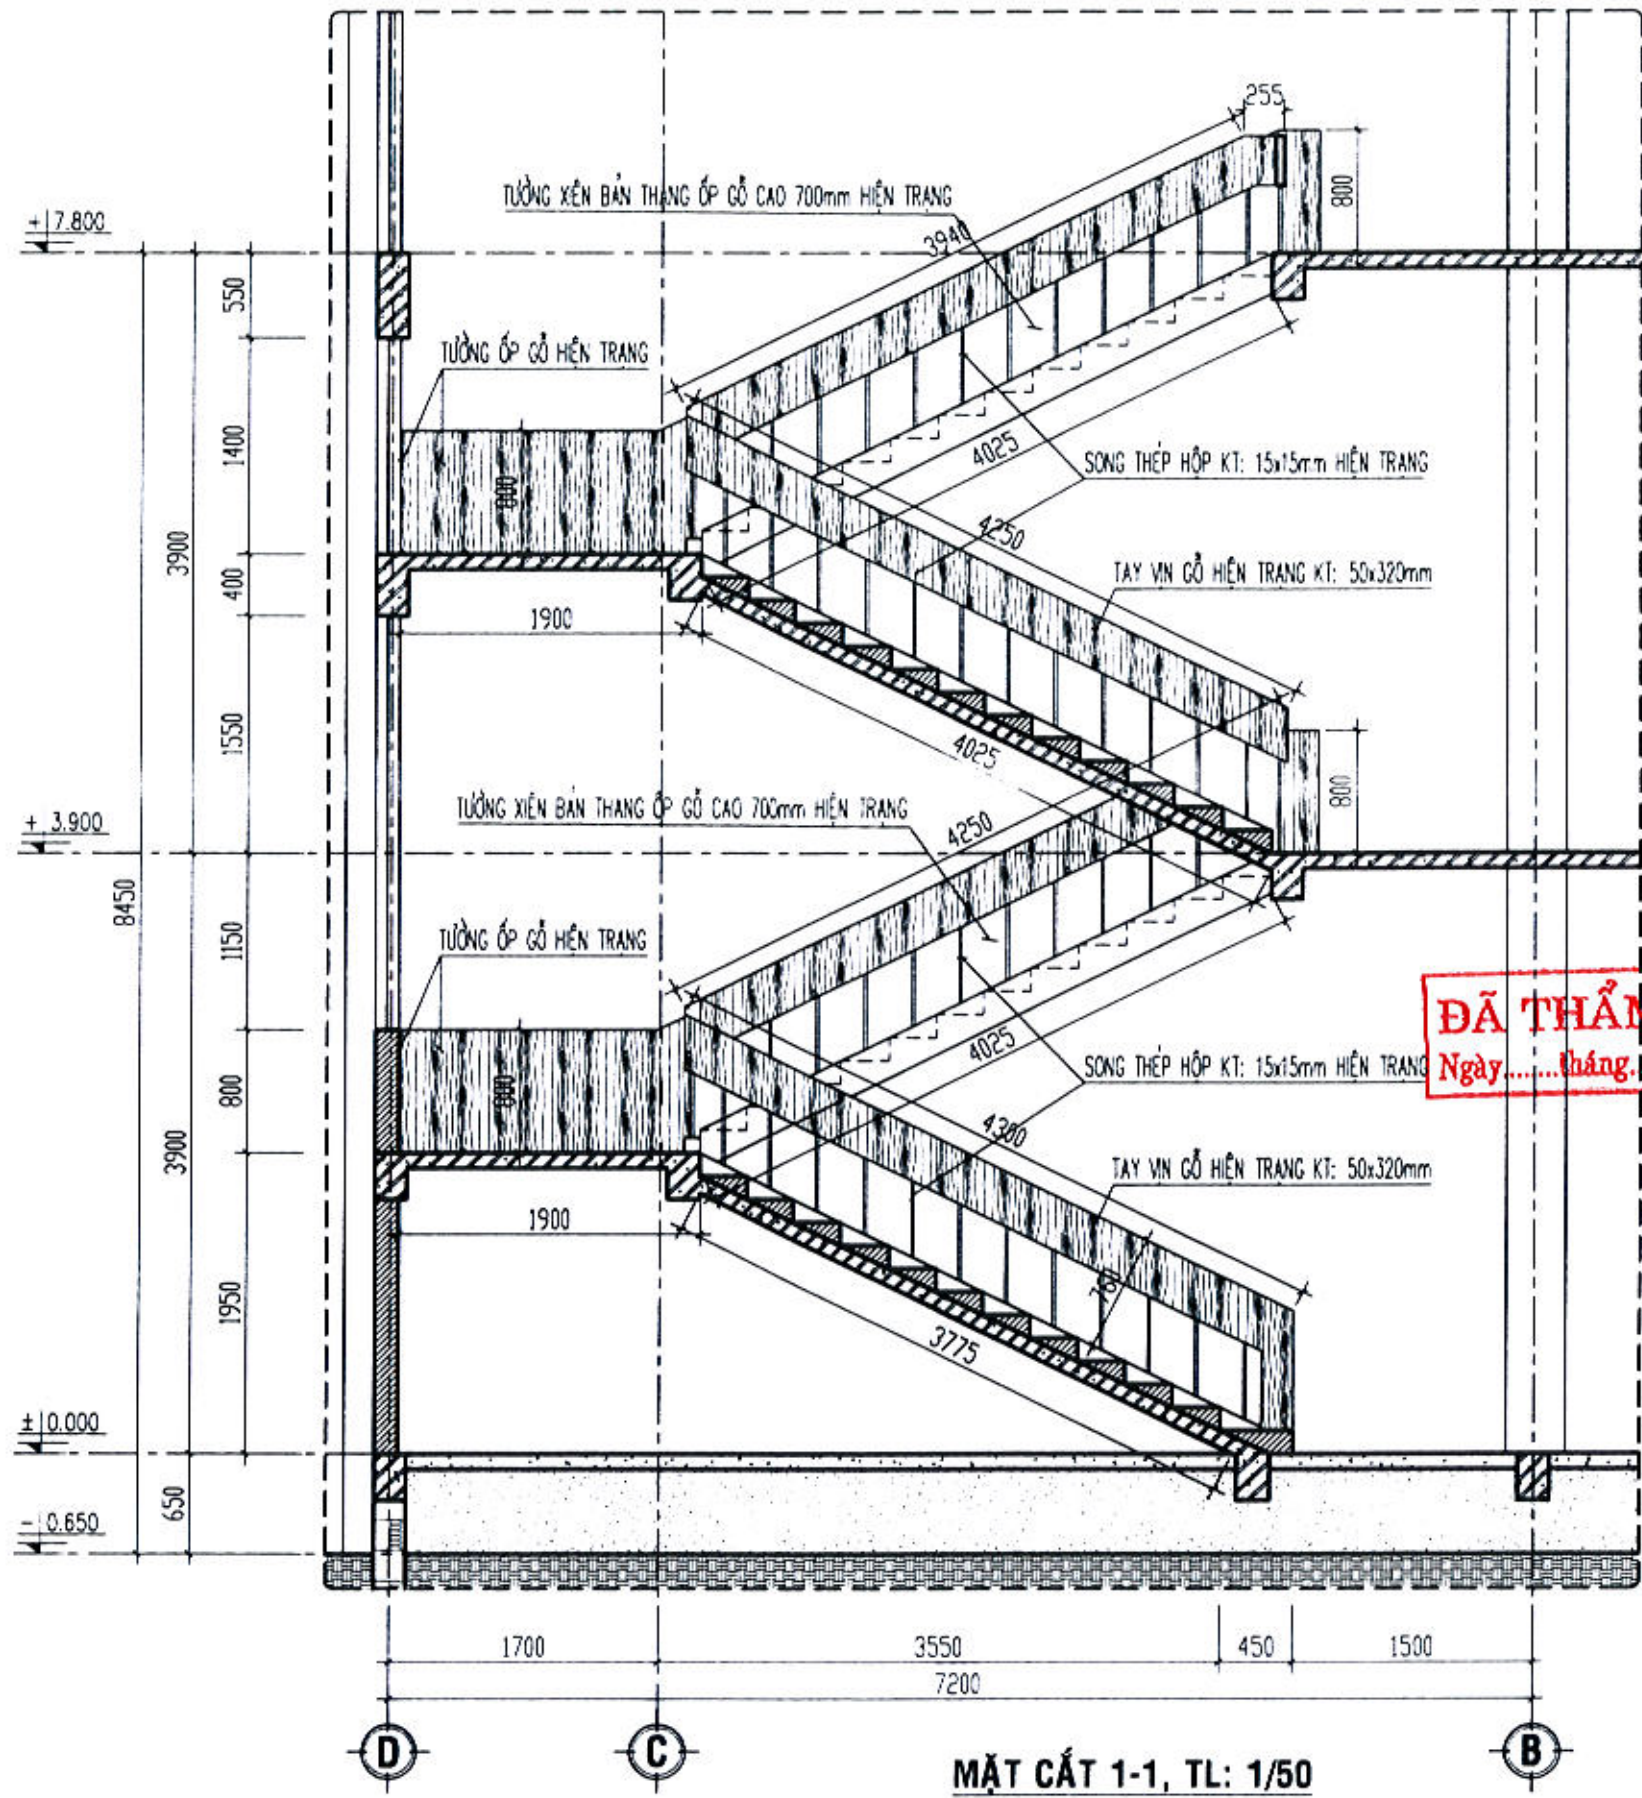 255
TƯỜNG XIÊN BẢN THANG ỐP GỖ CAO 700mm HIỆN TRẠNG
800
+ 7.800
3940
550
TƯỜNG ỐP GỖ HIỆN TRẠNG
1400
4025
SONG THÉP HỘP KT: 15x15mm HIỆN TRẠNG
800
3900
4250
400
TAY VỊN GỖ HIỆN TRẠNG KT: 50x320mm
1900
1550
4025
800
TƯỜNG XIÊN BẢN THANG ỐP GỖ CAO 700mm HIỆN TRẠNG
+ 3.900
4250
8450
1150
TƯỜNG ỐP GỖ HIỆN TRẠNG
ĐÃ THẨM
4025
SONG THÉP HỘP KT: 15x15mm HIỆN TRẠNG
Ngày........tháng.
800
800
3900
4300
TAY VỊN GỖ HIỆN TRẠNG KT: 50x320mm
1900
1950
3775
± 0.000
650
- 0.650
1700
3550
450
1500
7200
D
C
B
MẶT CẮT 1-1, TL: 1/50